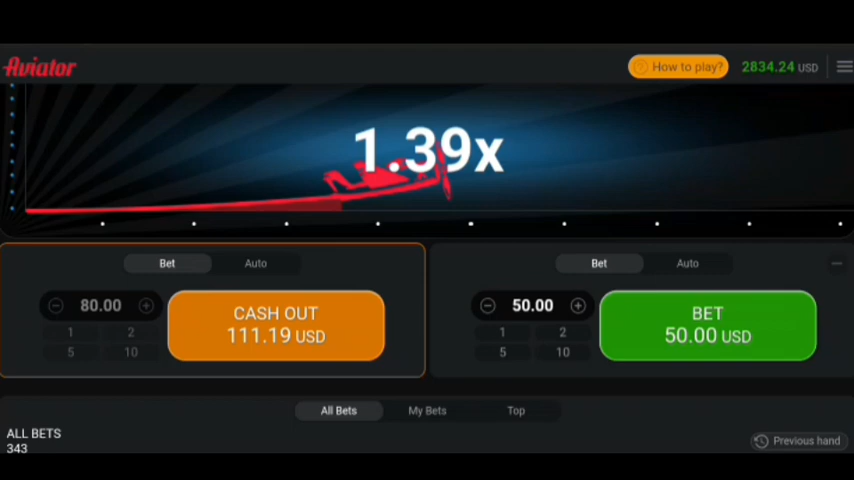 Aviator
How to play?
2834.24 USD
1.39x
Bet
Auto
80.00
1
2
5
10
CASH OUT
111.19 USD
Bet
Auto
50.00
1
2
5
10
BET
50.00 USD
All Bets
My Bets
Top
ALL BETS
343
Previous hand